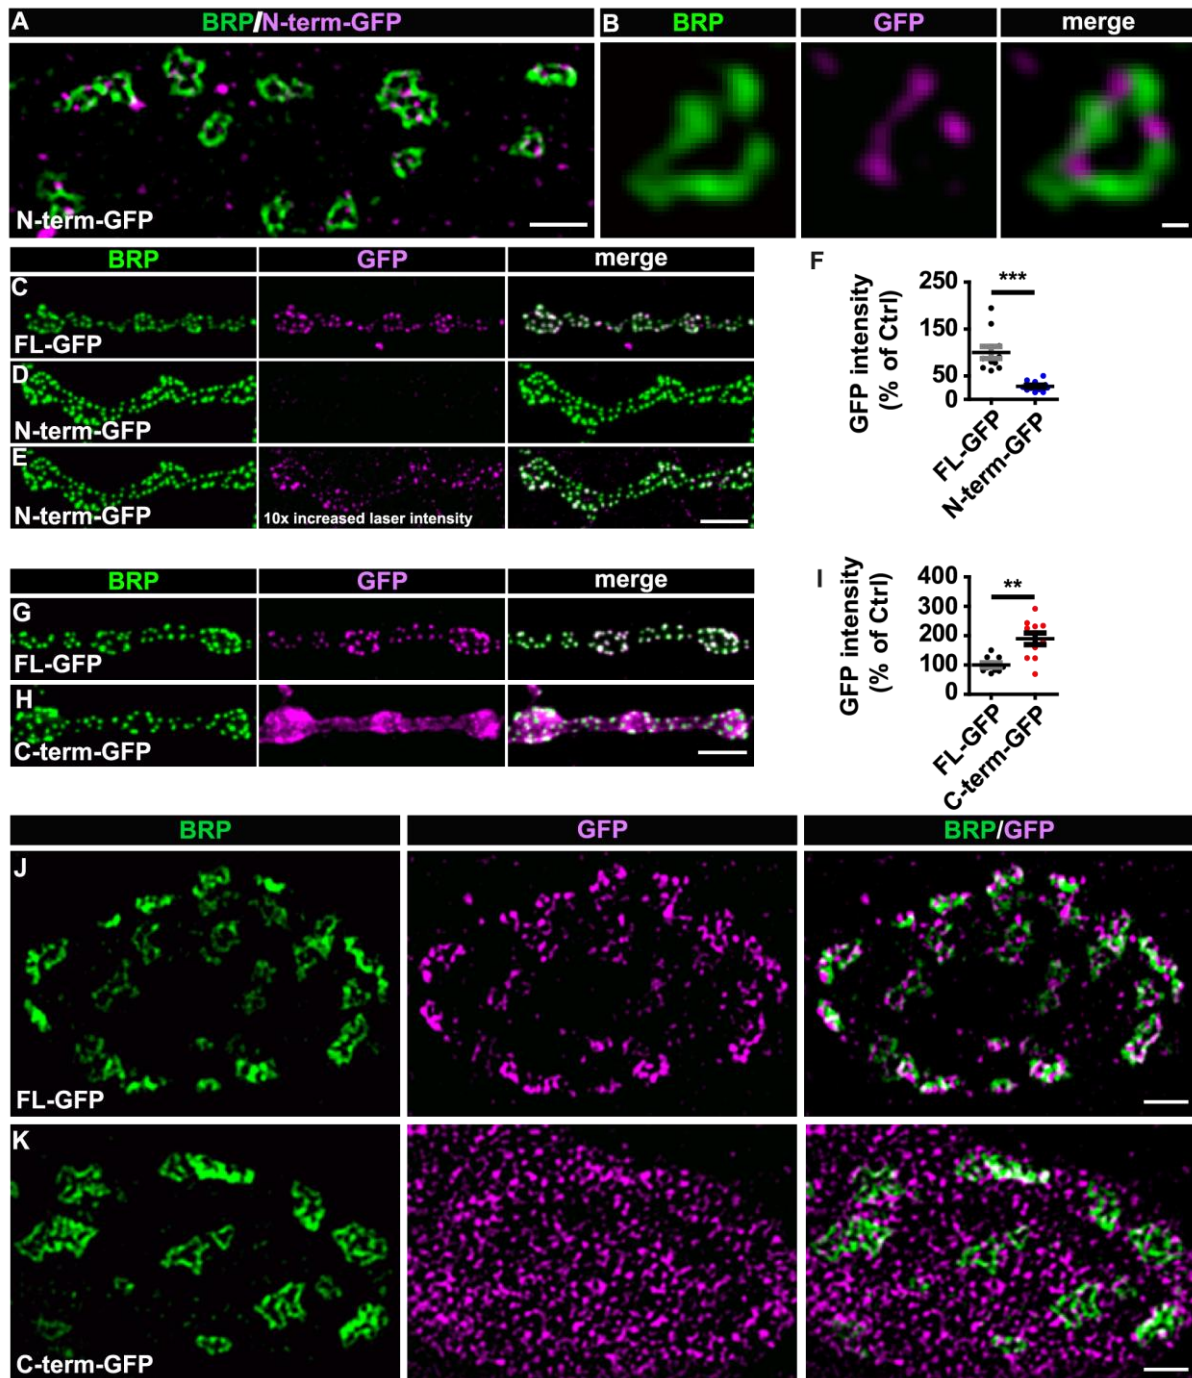 A BRP/N-term-GFP
N-term-GFP
B BRP GFP merge
BRP GFP merge
C
FL-GFP
D
N-term-GFP
E
N-term-GFP
10x increased laser intensity
F
GFP intensity
(% of Ctrl)
250
150
50
0
***
FL-GFP
N-term-GFP
BRP GFP merge
G
FL-GFP
H
C-term-GFP
I
GFP intensity
(% of Ctrl)
400
300
200
100
0
**
FL-GFP
C-term-GFP
BRP GFP BRP/GFP
J
FL-GFP
K
C-term-GFP